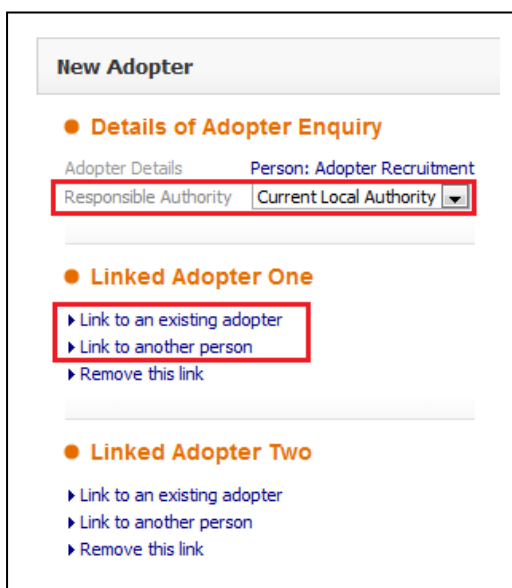 New Adopter
Details of Adopter Enquiry
Adopter Details Person: Adopter Recruitment
Responsible Authority Current Local Authority
Linked Adopter One
Link to an existing adopter
Link to another person
Remove this link
Linked Adopter Two
Link to an existing adopter
Link to another person
Remove this link